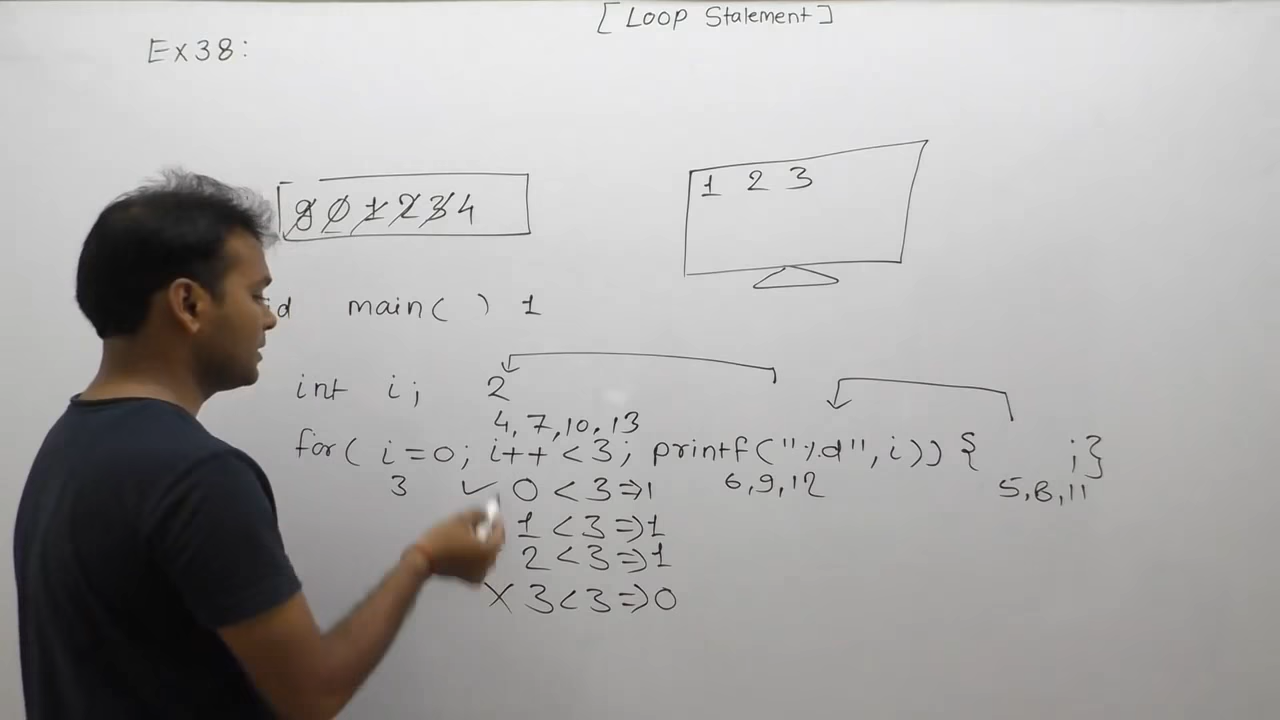 [Loop Stalement]
Ex38:
1 2 3
9 0 1 2 3 4
d main( ) 1
int i; 2
4, 7, 10, 13
for( i=0; i++ <3; printf("%d", i)) { ;}
3 ✓ 0 < 3 => 1 6, 9, 12 5, 8, 11
1 < 3 => 1
2 < 3 => 1
X 3 < 3 => 0